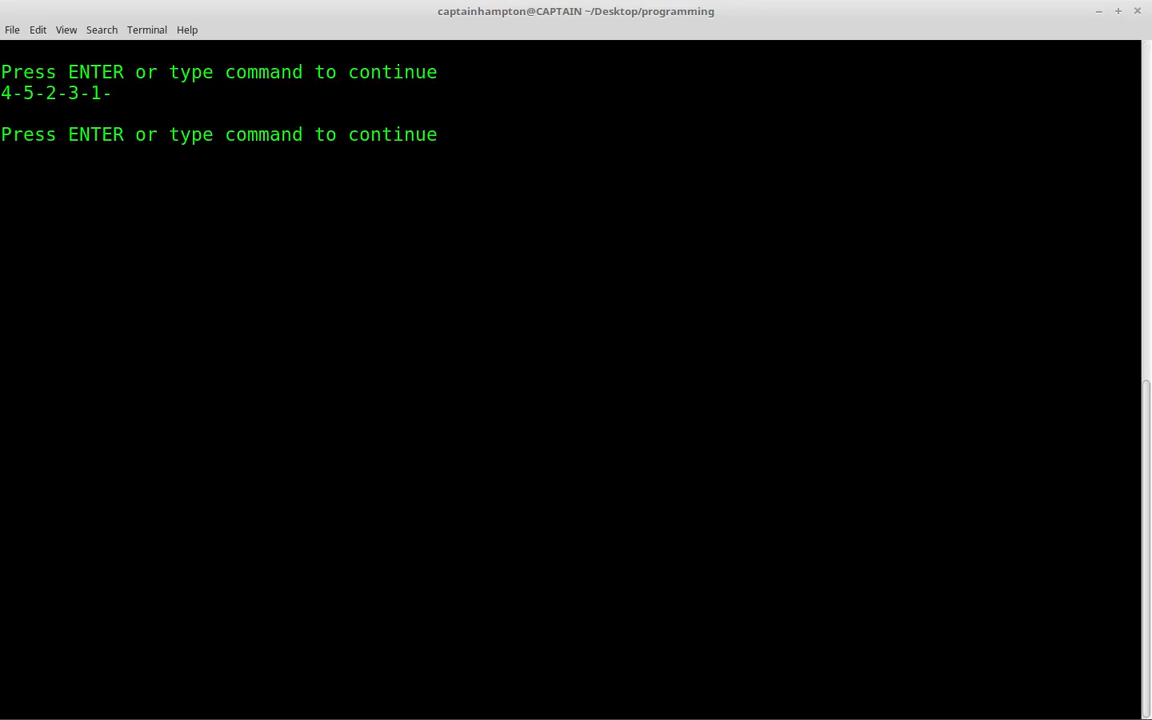 captainhampton@CAPTAIN ~/Desktop/programming
File Edit View Search Terminal Help
Press ENTER or type command to continue
4-5-2-3-1-
Press ENTER or type command to continue